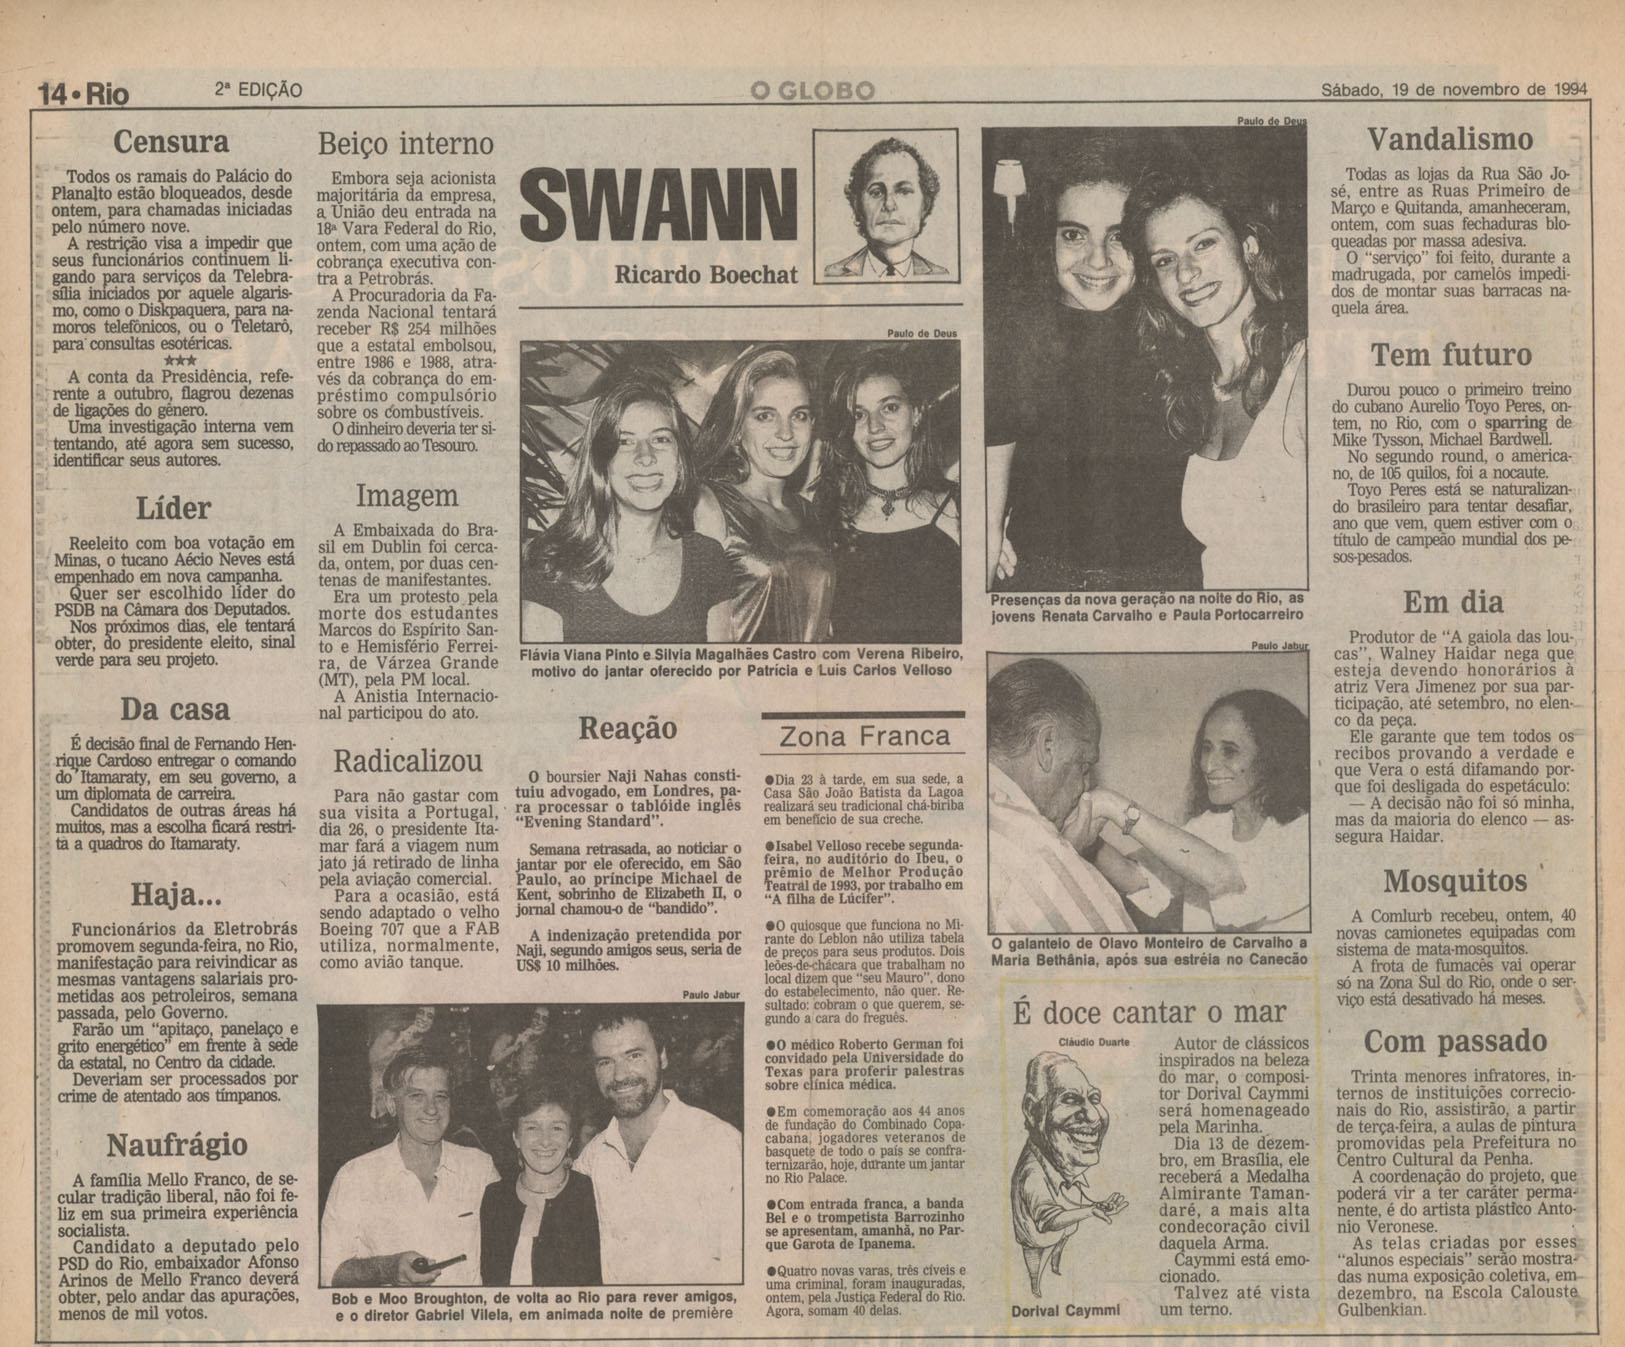 14 • Rio
2ª EDIÇÃO
O GLOBO
Sábado, 19 de novembro de 1994
Censura
Todos os ramais do Palácio do
Planalto estão bloqueados, desde
ontem, para chamadas iniciadas
pelo número nove.
A restrição visa a impedir que
seus funcionários continuem li-
gando para serviços da Telebra-
sília iniciados por aquele algaris-
mo, como o Diskpaquera, para na-
moros telefônicos, ou o Teletarô,
para consultas esotéricas.
★★★
A conta da Presidência, refe-
rente a outubro, flagrou dezenas
de ligações do gênero.
Uma investigação interna vem
tentando, até agora sem sucesso,
identificar seus autores.
Líder
Reeleito com boa votação em
Minas, o tucano Aécio Neves está
empenhado em nova campanha.
Quer ser escolhido líder do
PSDB na Câmara dos Deputados.
Nos próximos dias, ele tentará
obter, do presidente eleito, sinal
verde para seu projeto.
Da casa
É decisão final de Fernando Hen-
rique Cardoso entregar o comando
do Itamaraty, em seu governo, a
um diplomata de carreira.
Candidatos de outras áreas há
muitos, mas a escolha ficará restri-
ta a quadros do Itamaraty.
Haja...
Funcionários da Eletrobrás
promovem segunda-feira, no Rio,
manifestação para reivindicar as
mesmas vantagens salariais pro-
metidas aos petroleiros, semana
passada, pelo Governo.
Farão um "apitaço, panelaço e
grito energético" em frente à sede
da estatal, no Centro da cidade.
Deveriam ser processados por
crime de atentado aos tímpanos.
Naufrágio
A família Mello Franco, de se-
cular tradição liberal, não foi fe-
liz em sua primeira experiência
socialista.
Candidato a deputado pelo
PSD do Rio, embaixador Afonso
Arinos de Mello Franco deverá
obter, pelo andar das apurações,
menos de mil votos.
Beiço interno
Embora seja acionista
majoritária da empresa,
a União deu entrada na
18ª Vara Federal do Rio,
ontem, com uma ação de
cobrança executiva con-
tra a Petrobrás.
A Procuradoria da Fa-
zenda Nacional tentará
receber R$ 254 milhões
que a estatal embolsou,
entre 1986 e 1988, atra-
vés da cobrança do em-
préstimo compulsório
sobre os combustíveis.
O dinheiro deveria ter si-
do repassado ao Tesouro.
Imagem
A Embaixada do Bra-
sil em Dublin foi cerca-
da, ontem, por duas cen-
tenas de manifestantes.
Era um protesto pela
morte dos estudantes
Marcos do Espírito San-
to e Hemisfério Ferrei-
ra, de Várzea Grande
(MT), pela PM local.
A Anistia Internacio-
nal participou do ato.
Radicalizou
Para não gastar com
sua visita a Portugal,
dia 26, o presidente Ita-
mar fará a viagem num
jato já retirado de linha
pela aviação comercial.
Para a ocasião, está
sendo adaptado o velho
Boeing 707 que a FAB
utiliza, normalmente,
como avião tanque.
SWANN
Ricardo Boechat
Paulo de Deus
Flávia Viana Pinto e Silvia Magalhães Castro com Verena Ribeiro,
motivo do jantar oferecido por Patrícia e Luís Carlos Velloso
Reação
O boursier Naji Nahas consti-
tuiu advogado, em Londres, pa-
ra processar o tablóide inglês
"Evening Standard".
Semana retrasada, ao noticiar o
jantar por ele oferecido, em São
Paulo, ao príncipe Michael de
Kent, sobrinho de Elizabeth II, o
jornal chamou-o de "bandido".
A indenização pretendida por
Naji, segundo amigos seus, seria de
US$ 10 milhões.
Paulo Jabur
Bob e Moo Broughton, de volta ao Rio para rever amigos,
e o diretor Gabriel Vilela, em animada noite de première
Zona Franca
●Dia 23 à tarde, em sua sede, a
Casa São João Batista da Lagoa
realizará seu tradicional chá-biriba
em benefício de sua creche.
●Isabel Velloso recebe segunda-
feira, no auditório do Ibeu, o
prêmio de Melhor Produção
Teatral de 1993, por trabalho em
"A filha de Lúcifer".
●O quiosque que funciona no Mi-
rante do Leblon não utiliza tabela
de preços para seus produtos. Dois
leões-de-chácara que trabalham no
local dizem que "seu Mauro", dono
do estabelecimento, não quer. Re-
sultado: cobram o que querem, se-
gundo a cara do freguês.
●O médico Roberto German foi
convidado pela Universidade do
Texas para proferir palestras
sobre clínica médica.
●Em comemoração aos 44 anos
de fundação do Combinado Copa-
cabana, jogadores veteranos de
basquete de todo o país se confra-
ternizarão, hoje, durante um jantar
no Rio Palace.
●Com entrada franca, a banda
Bel e o trompetista Barrozinho
se apresentam, amanhã, no Par-
que Garota de Ipanema.
●Quatro novas varas, três cíveis e
uma criminal, foram inauguradas,
ontem, pela Justiça Federal do Rio.
Agora, somam 40 delas.
Paulo de Deus
Presenças da nova geração na noite do Rio, as
jovens Renata Carvalho e Paula Portocarreiro
Paulo Jabur
O galanteio de Olavo Monteiro de Carvalho a
Maria Bethânia, após sua estréia no Canecão
É doce cantar o mar
Cláudio Duarte
Dorival Caymmi
Autor de clássicos
inspirados na beleza
do mar, o composi-
tor Dorival Caymmi
será homenageado
pela Marinha.
Dia 13 de dezem-
bro, em Brasília, ele
receberá a Medalha
Almirante Taman-
daré, a mais alta
condecoração civil
daquela Arma.
Caymmi está emo-
cionado.
Talvez até vista
um terno.
Vandalismo
Todas as lojas da Rua São Jo-
sé, entre as Ruas Primeiro de
Março e Quitanda, amanheceram,
ontem, com suas fechaduras blo-
queadas por massa adesiva.
O "serviço" foi feito, durante a
madrugada, por camelôs impedi-
dos de montar suas barracas na-
quela área.
Tem futuro
Durou pouco o primeiro treino
do cubano Aurelio Toyo Peres, on-
tem, no Rio, com o sparring de
Mike Tysson, Michael Bardwell.
No segundo round, o america-
no, de 105 quilos, foi a nocaute.
Toyo Peres está se naturalizan-
do brasileiro para tentar desafiar,
ano que vem, quem estiver com o
título de campeão mundial dos pe-
sos-pesados.
Em dia
Produtor de "A gaiola das lou-
cas", Walney Haidar nega que
esteja devendo honorários à
atriz Vera Jimenez por sua par-
ticipação, até setembro, no elen-
co da peça.
Ele garante que tem todos os
recibos provando a verdade e
que Vera o está difamando por-
que foi desligada do espetáculo:
— A decisão não foi só minha,
mas da maioria do elenco — as-
segura Haidar.
Mosquitos
A Comlurb recebeu, ontem, 40
novas camionetes equipadas com
sistema de mata-mosquitos.
A frota de fumacês vai operar
só na Zona Sul do Rio, onde o ser-
viço está desativado há meses.
Com passado
Trinta menores infratores, in-
ternos de instituições correcio-
nais do Rio, assistirão, a partir
de terça-feira, a aulas de pintura
promovidas pela Prefeitura no
Centro Cultural da Penha.
A coordenação do projeto, que
poderá vir a ter caráter perma-
nente, é do artista plástico Anto-
nio Veronese.
As telas criadas por esses
"alunos especiais" serão mostra-
das numa exposição coletiva, em
dezembro, na Escola Calouste
Gulbenkian.